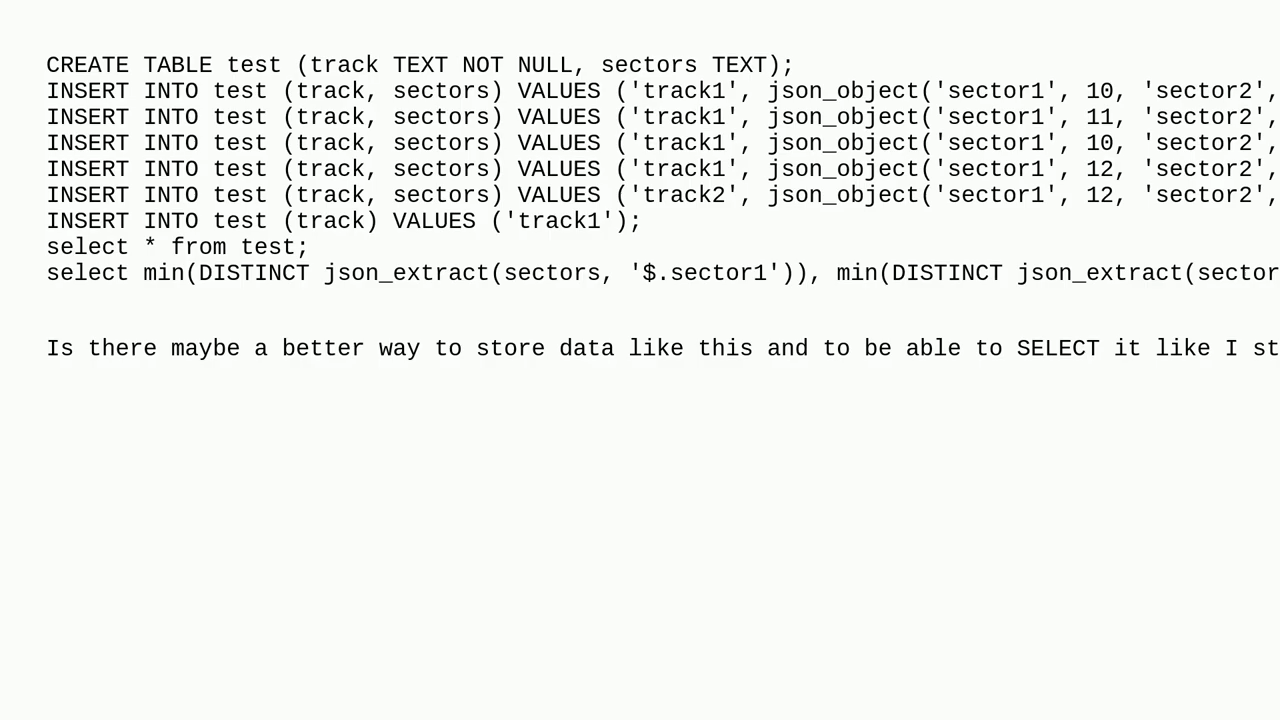 CREATE TABLE test (track TEXT NOT NULL, sectors TEXT);
INSERT INTO test (track, sectors) VALUES ('track1', json_object('sector1', 10, 'sector2',
INSERT INTO test (track, sectors) VALUES ('track1', json_object('sector1', 11, 'sector2',
INSERT INTO test (track, sectors) VALUES ('track1', json_object('sector1', 10, 'sector2',
INSERT INTO test (track, sectors) VALUES ('track1', json_object('sector1', 12, 'sector2',
INSERT INTO test (track, sectors) VALUES ('track2', json_object('sector1', 12, 'sector2',
INSERT INTO test (track) VALUES ('track1');
select * from test;
select min(DISTINCT json_extract(sectors, '$.sector1')), min(DISTINCT json_extract(sector
Is there maybe a better way to store data like this and to be able to SELECT it like I st